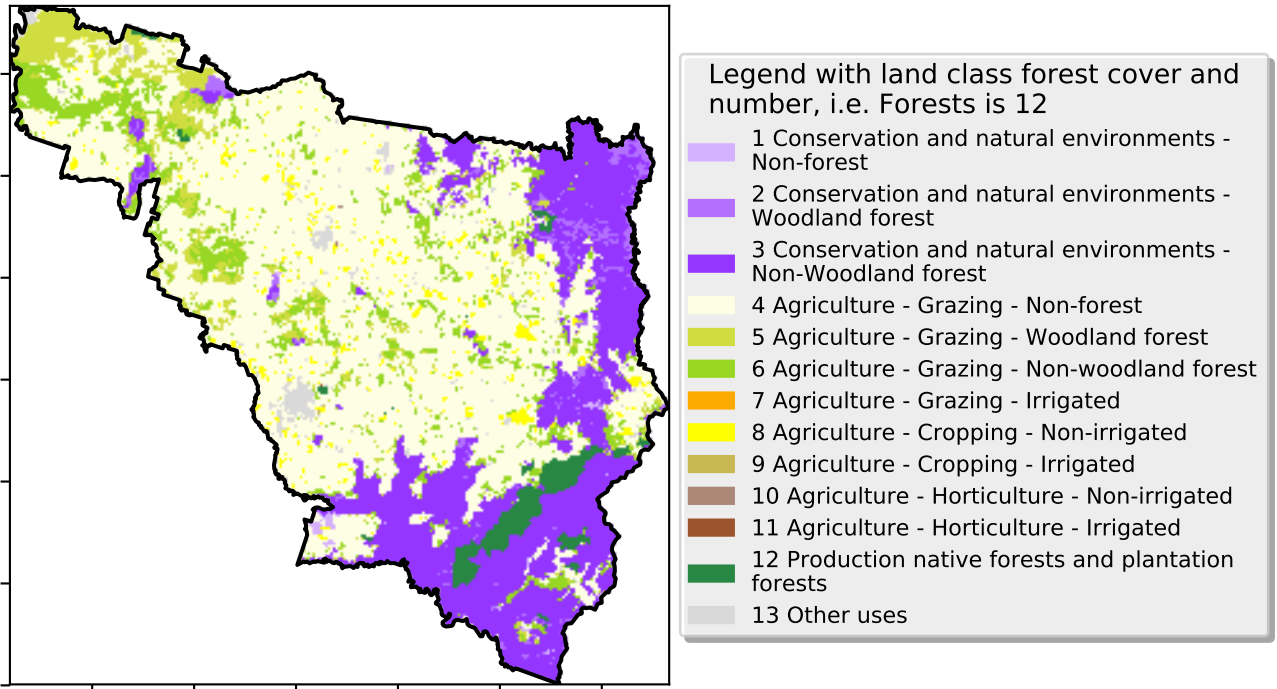 Legend with land class forest cover and
number, i.e. Forests is 12
1 Conservation and natural environments -
Non-forest
2 Conservation and natural environments -
Woodland forest
3 Conservation and natural environments -
Non-Woodland forest
4 Agriculture - Grazing - Non-forest
5 Agriculture - Grazing - Woodland forest
6 Agriculture - Grazing - Non-woodland forest
7 Agriculture - Grazing - Irrigated
8 Agriculture - Cropping - Non-irrigated
9 Agriculture - Cropping - Irrigated
10 Agriculture - Horticulture - Non-irrigated
11 Agriculture - Horticulture - Irrigated
12 Production native forests and plantation
forests
13 Other uses